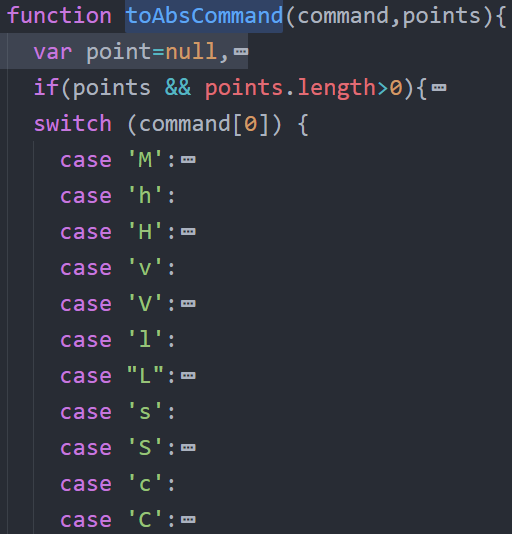 function toAbsCommand(command,points){
var point=null,…
if(points && points.length>0){…
switch (command[0]) {
case 'M':…
case 'h':
case 'H':…
case 'v':
case 'V':…
case 'l':
case "L":…
case 's':
case 'S':…
case 'c':
case 'C':…